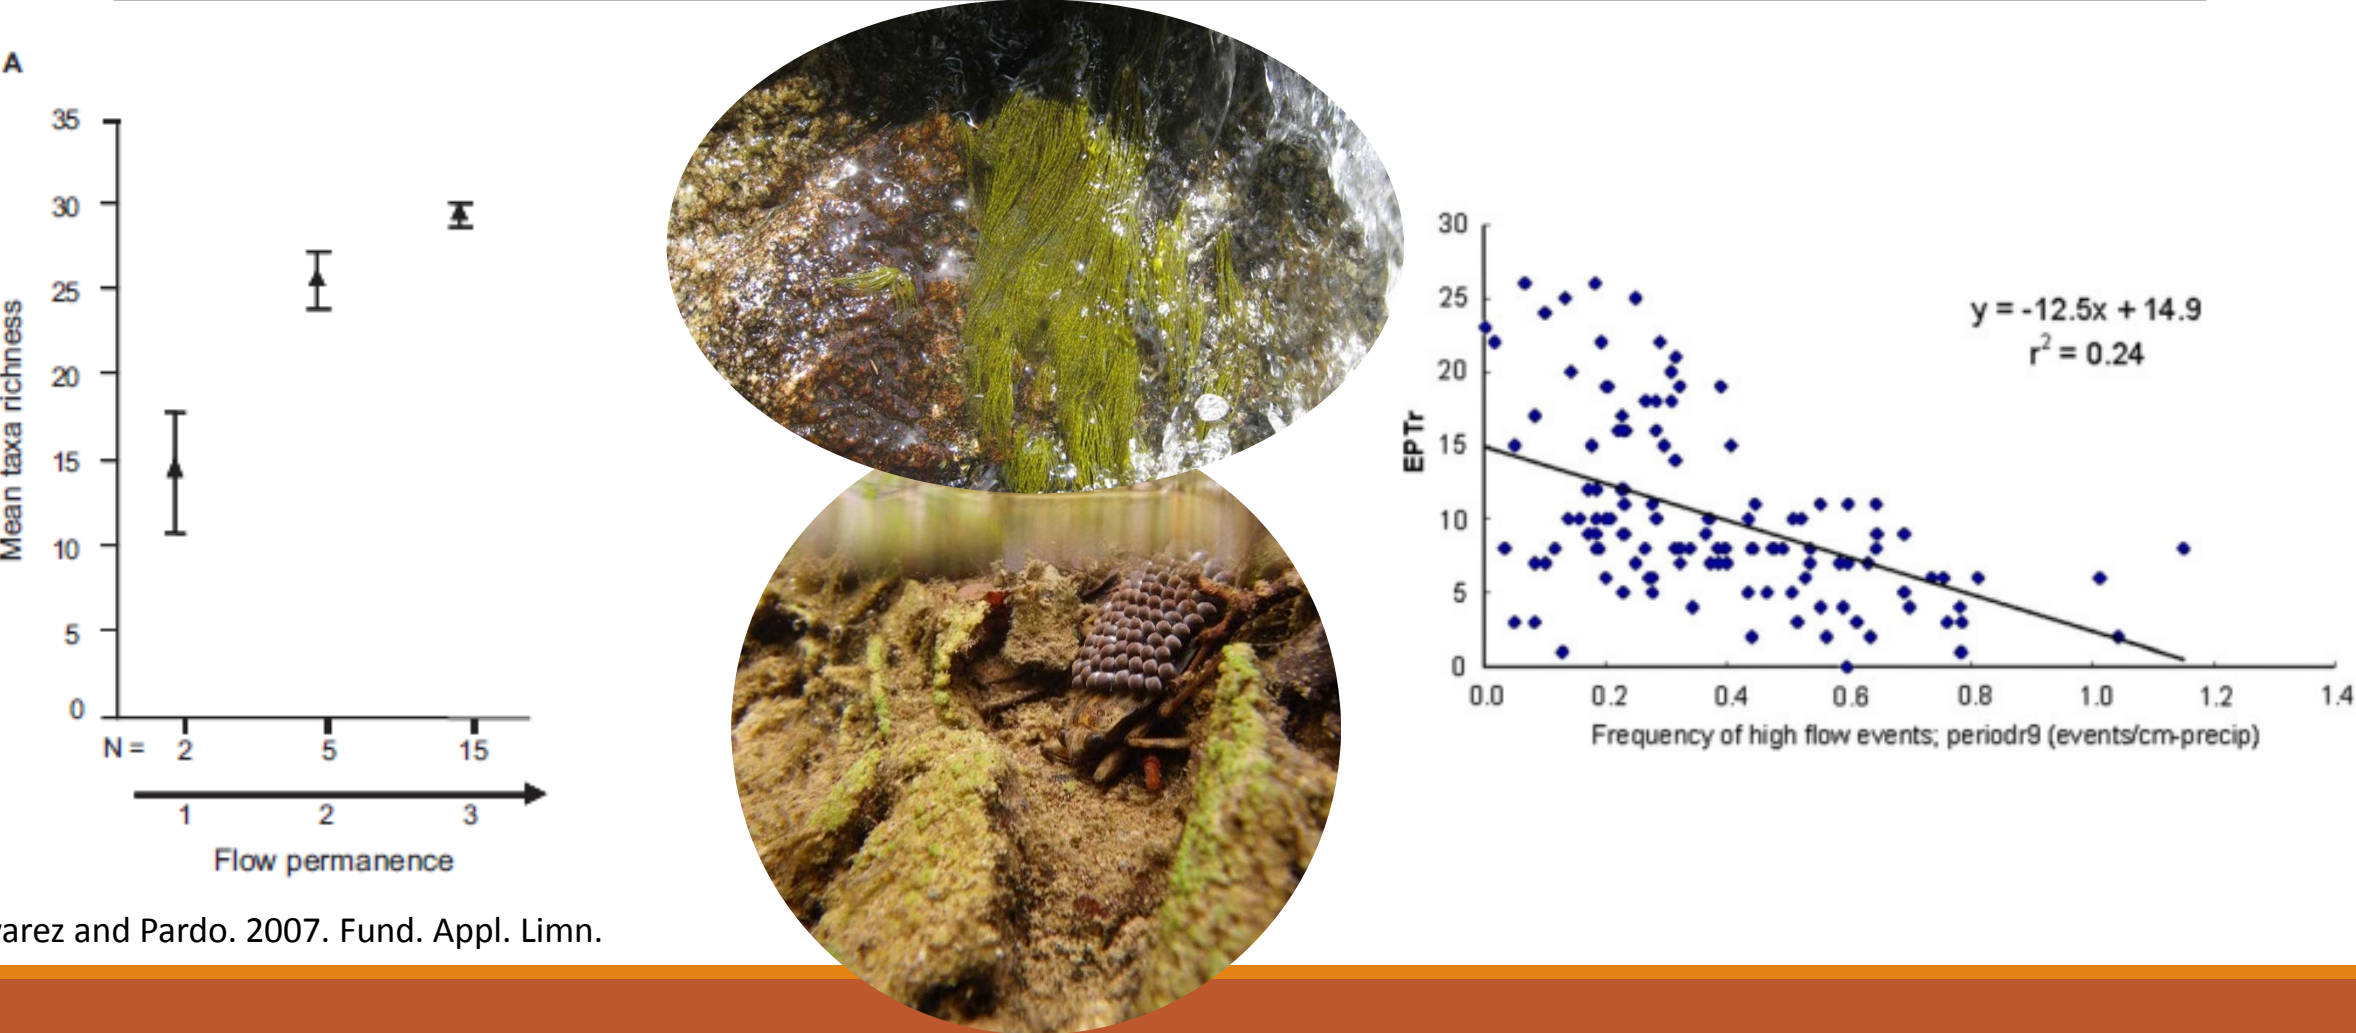 A
35
30
25
20
15
10
5
0
Mean taxa richness
N = 2 5 15
1 2 3
Flow permanence
and Pardo. 2007. Fund. Appl. Limn.
30
25
20
15
10
5
0
EPTr
y = -12.5x + 14.9
r² = 0.24
0.0 0.2 0.4 0.6 0.8 1.0 1.2 1.4
Frequency of high flow events; periodr9 (events/cm-precip)